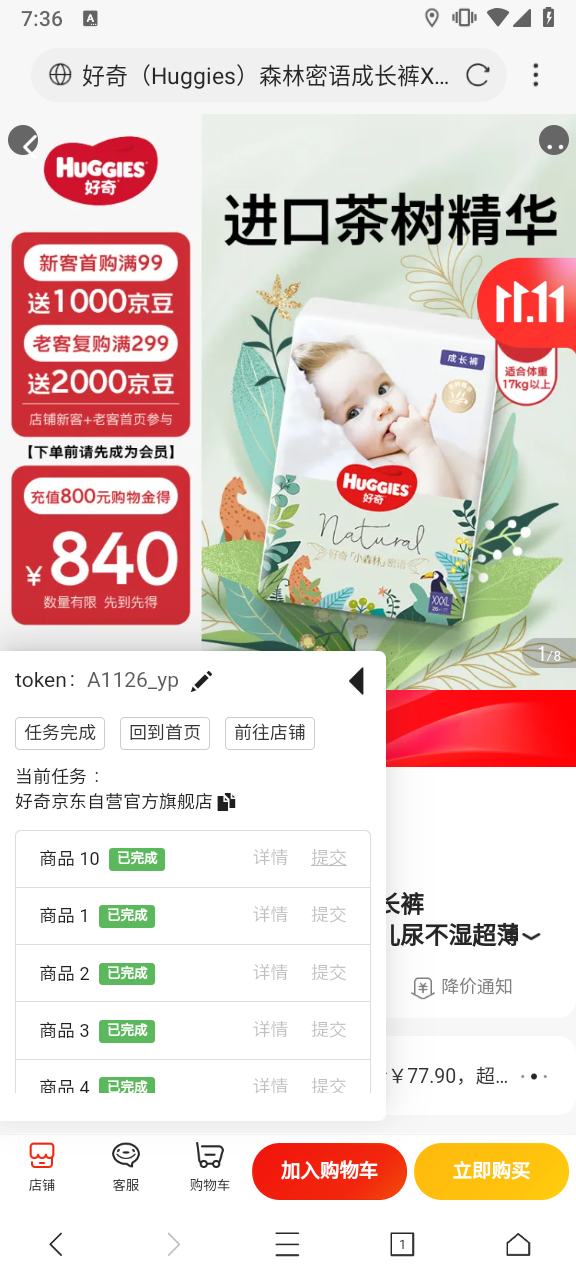 7:36
A
好奇（Huggies）森林密语成长裤X...
HUGGIES
好奇
进口茶树精华
新客首购满99
送1000京豆
老客复购满299
送2000京豆
店铺新客+老客首页参与
【下单前请先成为会员】
充值800元购物金得
¥840
数量有限 先到先得
11.11
适合体重
17kg以上
成长裤
HUGGIES
好奇
Natural
好奇「小森林」密语
XXXL
1/8
token： A1126_yp
任务完成
回到首页
前往店铺
当前任务：
好奇京东自营官方旗舰店
商品 10 已完成 详情 提交
商品 1 已完成 详情 提交
商品 2 已完成 详情 提交
商品 3 已完成 详情 提交
商品 4 已完成 详情 提交
长裤
儿尿不湿超薄
降价通知
￥77.90，超...
店铺
客服
购物车
加入购物车
立即购买
1